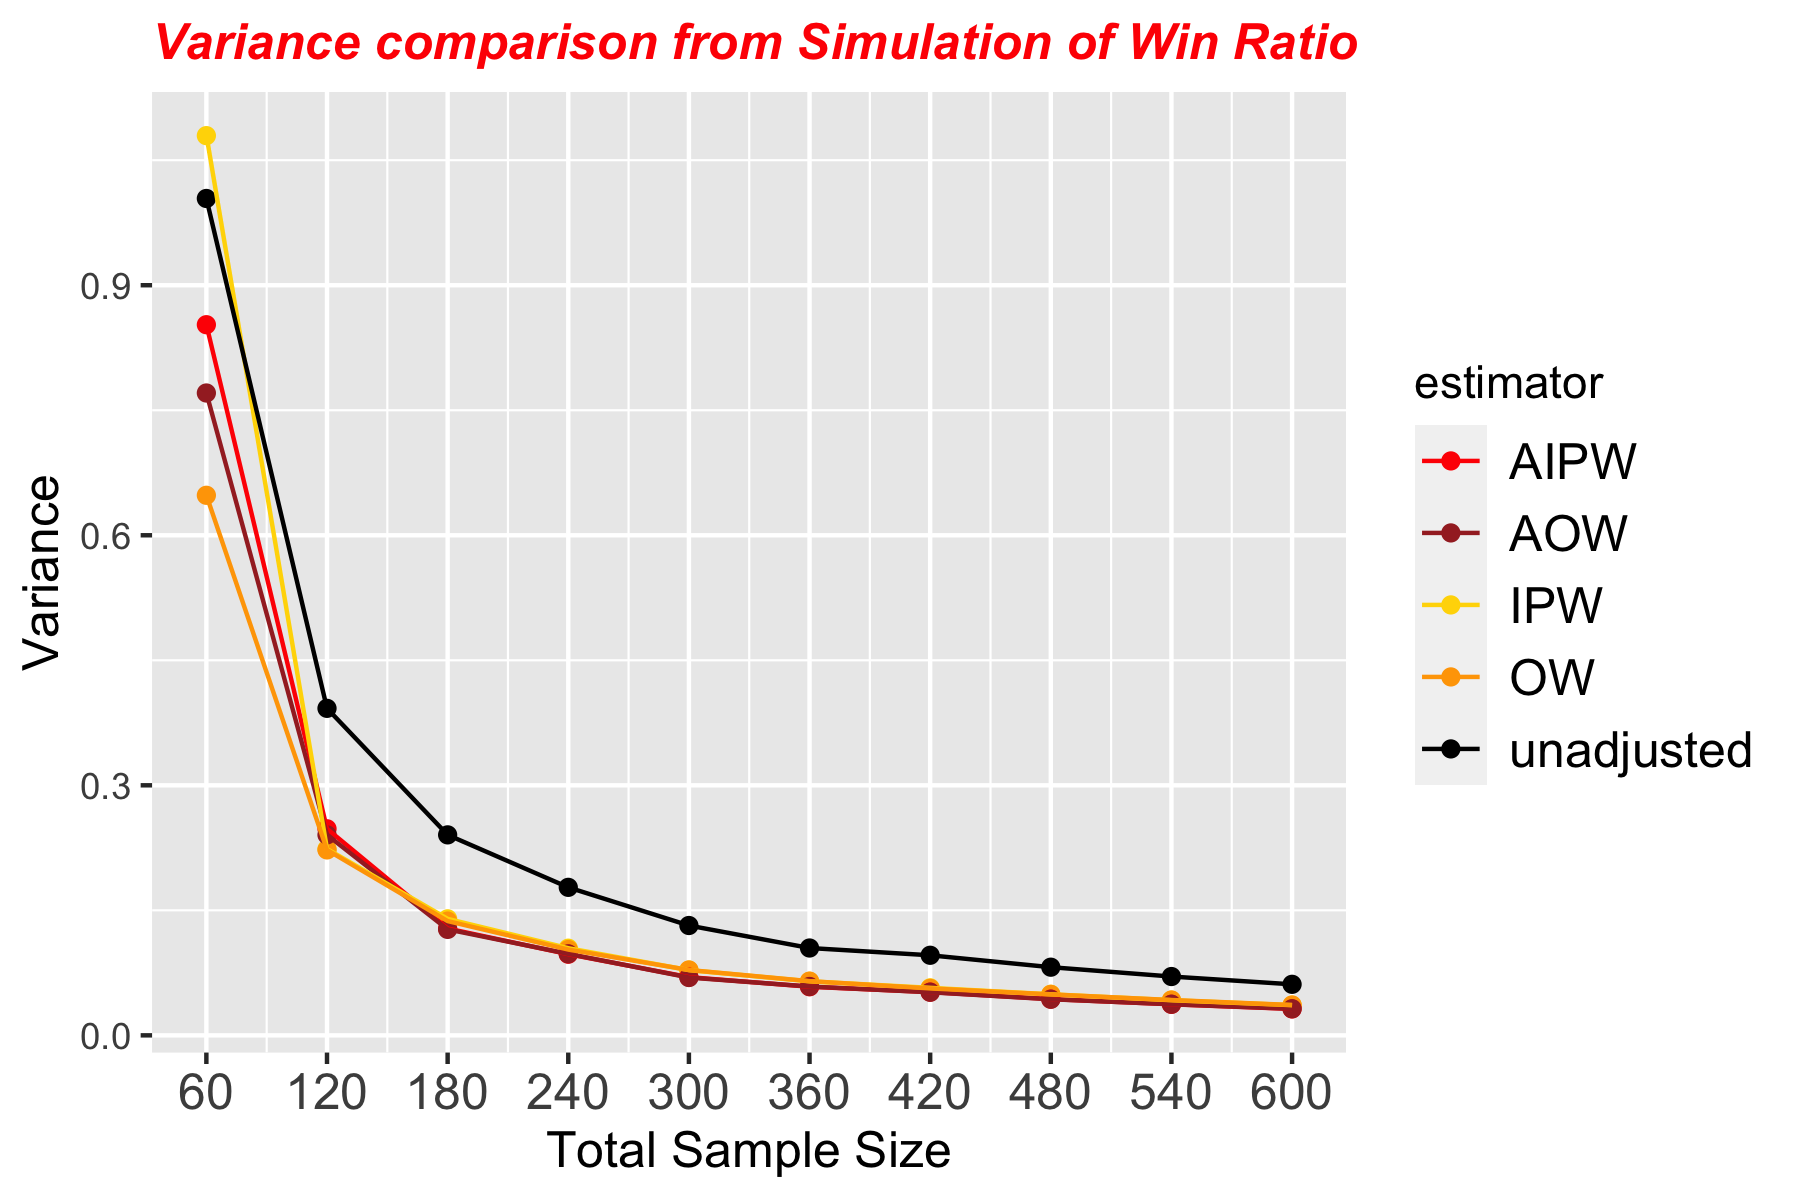 Variance comparison from Simulation of Win Ratio
Variance
0.9
0.6
0.3
0.0
60 120 180 240 300 360 420 480 540 600
Total Sample Size
estimator
AIPW
AOW
IPW
OW
unadjusted